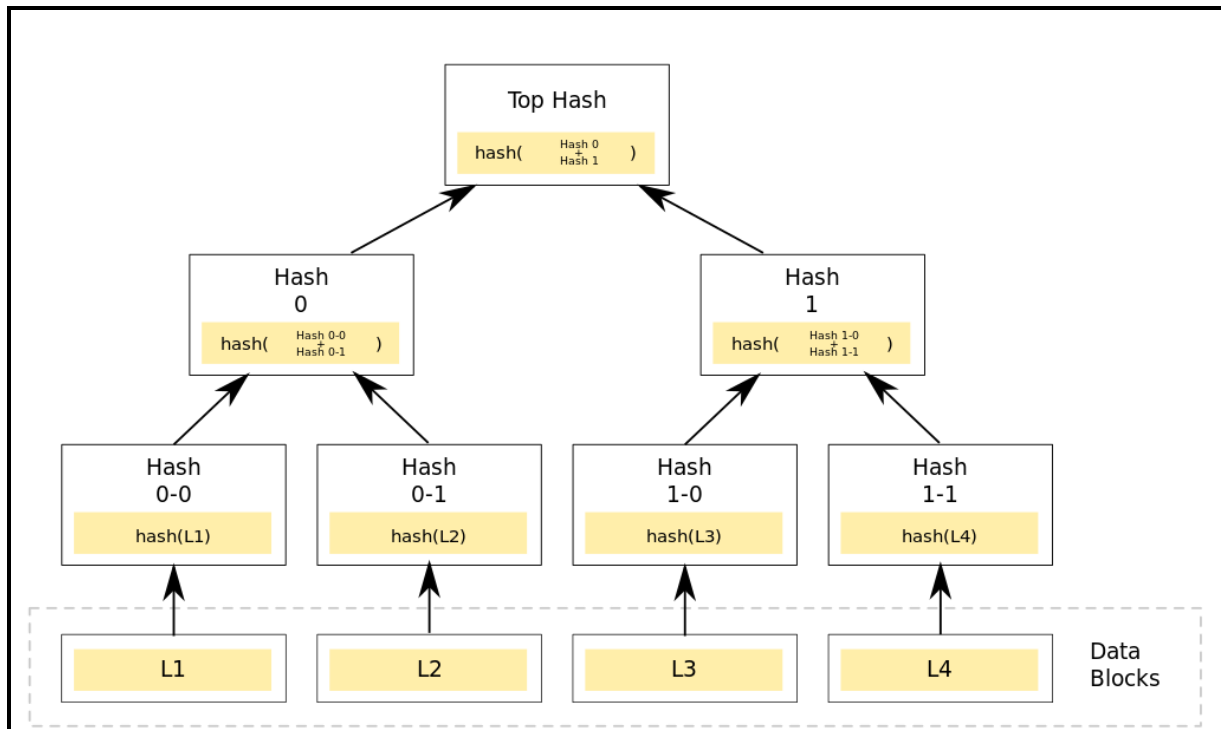 Top Hash
hash( Hash 0 + Hash 1 )
Hash
0
hash( Hash 0-0 + Hash 0-1 )
Hash
1
hash( Hash 1-0 + Hash 1-1 )
Hash
0-0
hash(L1)
Hash
0-1
hash(L2)
Hash
1-0
hash(L3)
Hash
1-1
hash(L4)
L1
L2
L3
L4
Data
Blocks